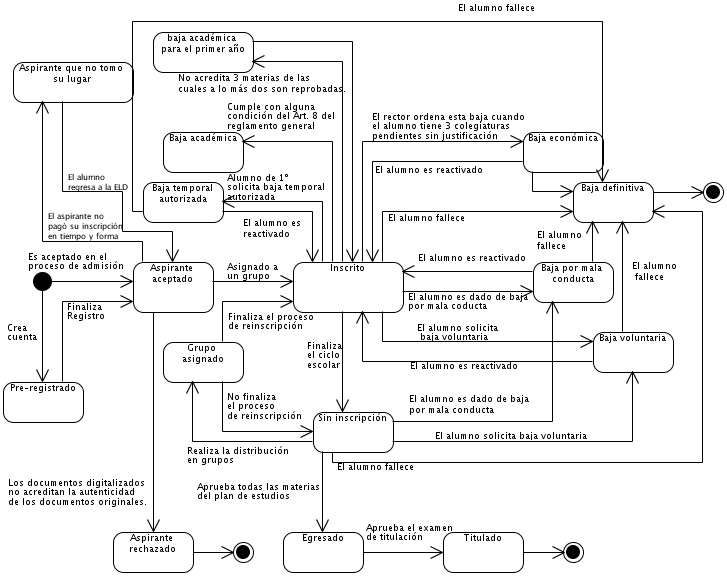 El alumno fallece
baja académica
para el primer año
Aspirante que no tomo
su lugar
No acredita 3 materias de las
cuales a lo más dos son reprobadas.
Cumple con alguna
condición del Art. 8 del
reglamento general
El rector ordena esta baja cuando
el alumno tiene 3 colegiaturas
pendientes sin justificación
Baja académica
Baja económica
El alumno es reactivado
El alumno
regresa a la ELD
Baja temporal
autorizada
Alumno de 1°
solicita baja temporal
autorizada
Baja definitiva
El aspirante no
pagó su inscripción
en tiempo y forma
El alumno es
reactivado
El alumno fallece
El alumno
fallece
Es aceptado en el
proceso de admisión
Aspirante
aceptado
Asignado a
un grupo
Inscrito
El alumno es reactivado
Baja por mala
conducta
El alumno
fallece
Finaliza
Registro
Finaliza el proceso
de reinscripción
El alumno es dado de baja
por mala coducta
Crea
cuenta
Grupo
asignado
Finaliza
el ciclo
escolar
El alumno solicita
baja voluntaria
Baja voluntaria
El alumno es reactivado
Pre-registrado
No finaliza
el proceso
de reinscripción
El alumno es dado de baja
por mala conducta
Sin inscripción
El alumno solicita baja voluntaria
Realiza la distribución
en grupos
El alumno fallece
Los documentos digitalizados
no acreditan la autenticidad
de los documentos originales.
Aprueba todas las materias
del plan de estudios
Aspirante
rechazado
Egresado
Aprueba el examen
de titulación
Titulado